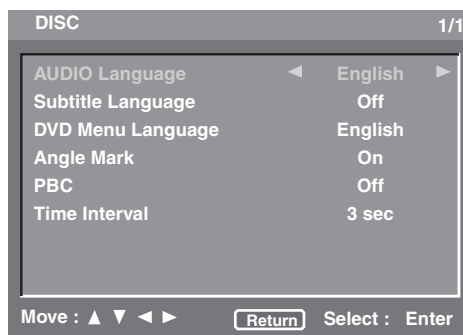 DISC 1/1
AUDIO Language ◀ English ▶
Subtitle Language Off
DVD Menu Language English
Angle Mark On
PBC Off
Time Interval 3 sec
Move : ▲ ▼ ◀ ▶ Return Select : Enter